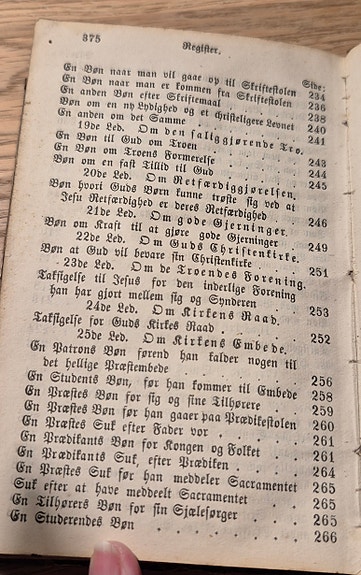 375
Register.
Side:
En Bøn naar man vil gaae op til Skriftestolen 234
En Bøn naar man er kommen fra Skriftestolen 236
En anden Bøn efter Skriftemaal . . . . 238
Bøn om en ny Lydighed og et christeligere Levnet 240
En anden om det Samme . . . . 241
19de Led. Om den saliggjørende Tro.
En Bøn til Gud om Troen . . . . 243
En Bøn om Troens Formerelse . . . . 244
Bøn om en fast Tillid til Gud . . . . 245
20de Led. Om Retfærdiggjørelsen.
Bøn hvori Guds Børn kunne trøste sig ved at
Jesu Retfærdighed er deres Retfærdighed . 246
21de Led. Om gode Gjerninger.
Bøn om Kraft til at gjøre gode Gjerninger . 249
22de Led. Om Guds Christenkirke.
Bøn at Gud vil bevare sin Christenkirke . . 251
23de Led. Om de Troendes Forening.
Taksigelse til Jesus for den inderlige Forening
han har gjort mellem sig og Synderen . . 253
24de Led. Om Kirkens Raad.
Taksigelse for Guds Kirkes Raad . . . . 252
25de Led. Om Kirkens Embede.
En Patrons Bøn førend han kalder nogen til
det hellige Præstembede . . . . 256
En Students Bøn, før han kommer til Embede 258
En Præstes Bøn for sig og sine Tilhørere . 259
En Præstes Bøn før han gaaer paa Prædikestolen 260
En Præstes Suk efter Fader vor . . . . 261
En Prædikants Bøn for Kongen og Folket . 261
En Prædikants Suk, efter Prædiken . . . 264
En Præstes Suk før han meddeler Sacramentet 265
Suk efter at have meddeelt Sacramentet . . 265
En Tilhørers Bøn for sin Sjælesørger . . 265
En Studerendes Bøn . . . . 266